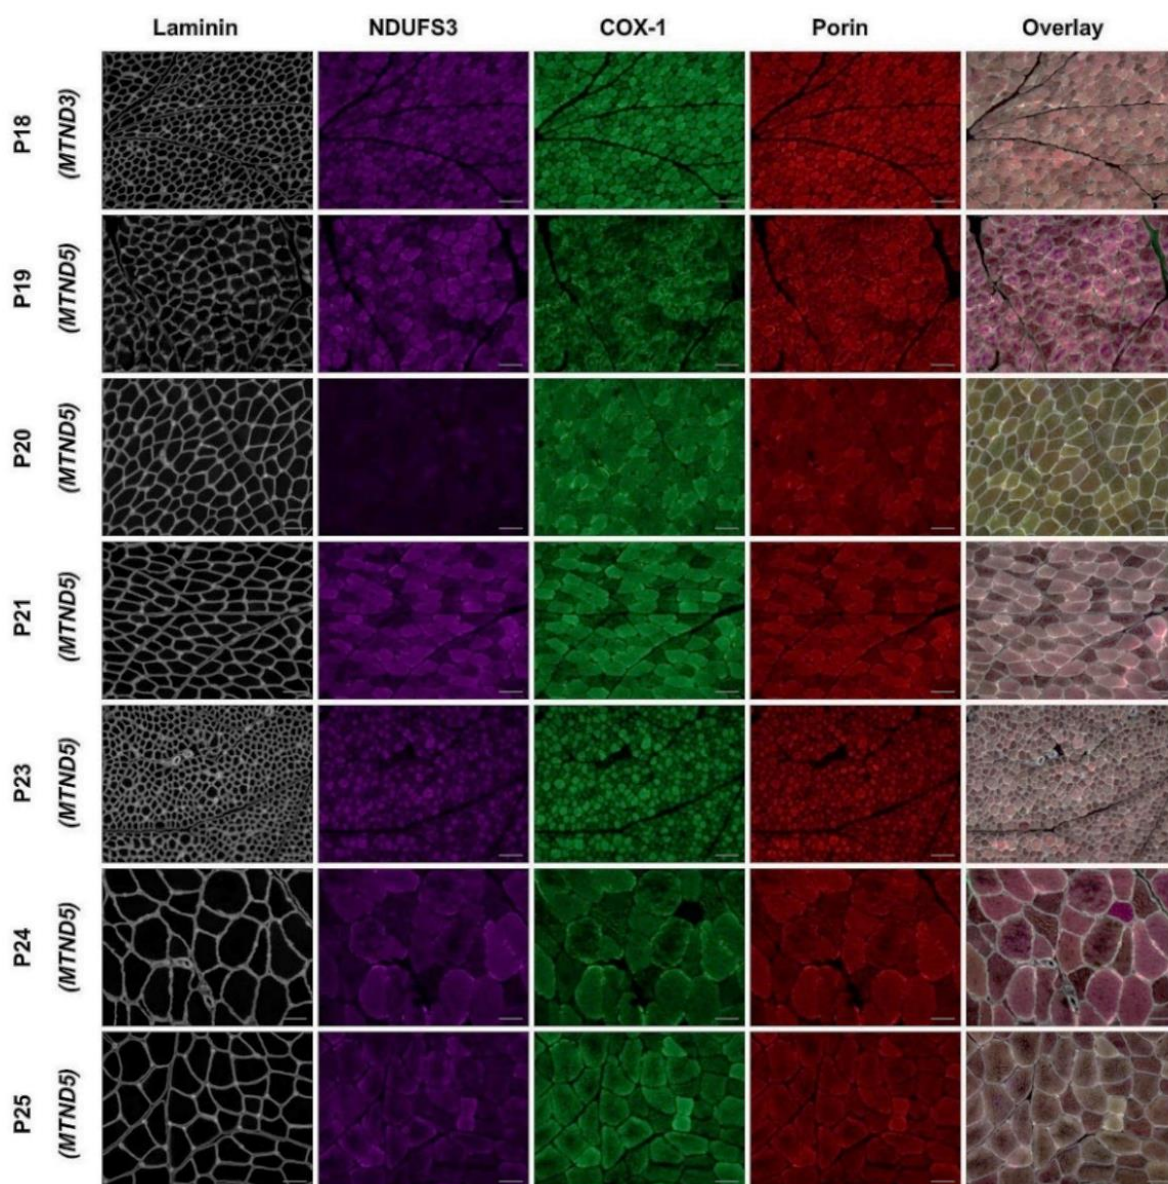 Laminin NDUFS3 COX-1 Porin Overlay
P18
(MTND3)
P19
(MTND5)
P20
(MTND5)
P21
(MTND5)
P23
(MTND5)
P24
(MTND5)
P25
(MTND5)